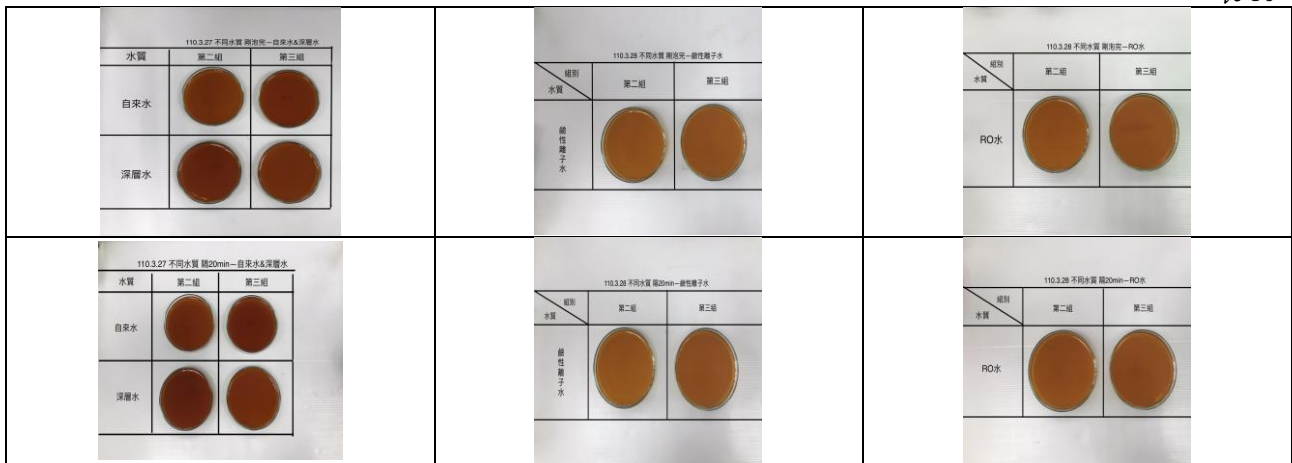 110.3.27 不同水質 剛泡完—自來水&深層水
水質 第二組 第三組
自來水
深層水
110.3.28 不同水質 剛泡完—鹼性離子水
組別
水質
第二組 第三組
鹼性離子水
110.3.28 不同水質 剛泡完—RO水
組別
水質
第二組 第三組
RO水
110.3.27 不同水質 隔20min—自來水&深層水
水質 第二組 第三組
自來水
深層水
110.3.28 不同水質 隔20min—鹼性離子水
組別
水質
第二組 第三組
鹼性離子水
110.3.28 不同水質 隔20min—RO水
組別
水質
第二組 第三組
RO水